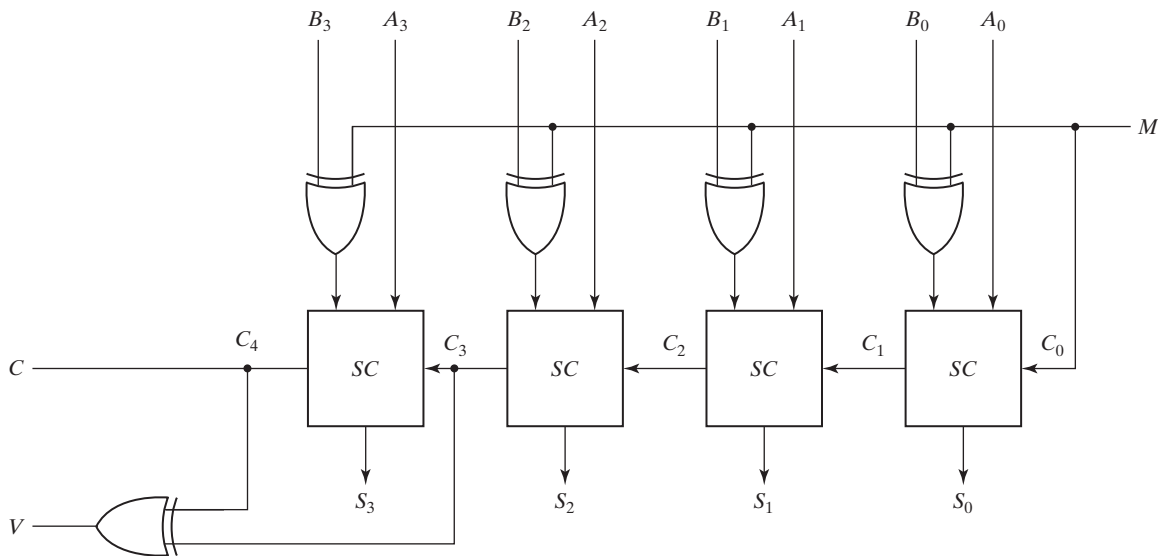 B₃ A₃ B₂ A₂ B₁ A₁ B₀ A₀
M
C₄ C₃ C₂ C₁ C₀
C SC SC SC SC
S₃ S₂ S₁ S₀
V